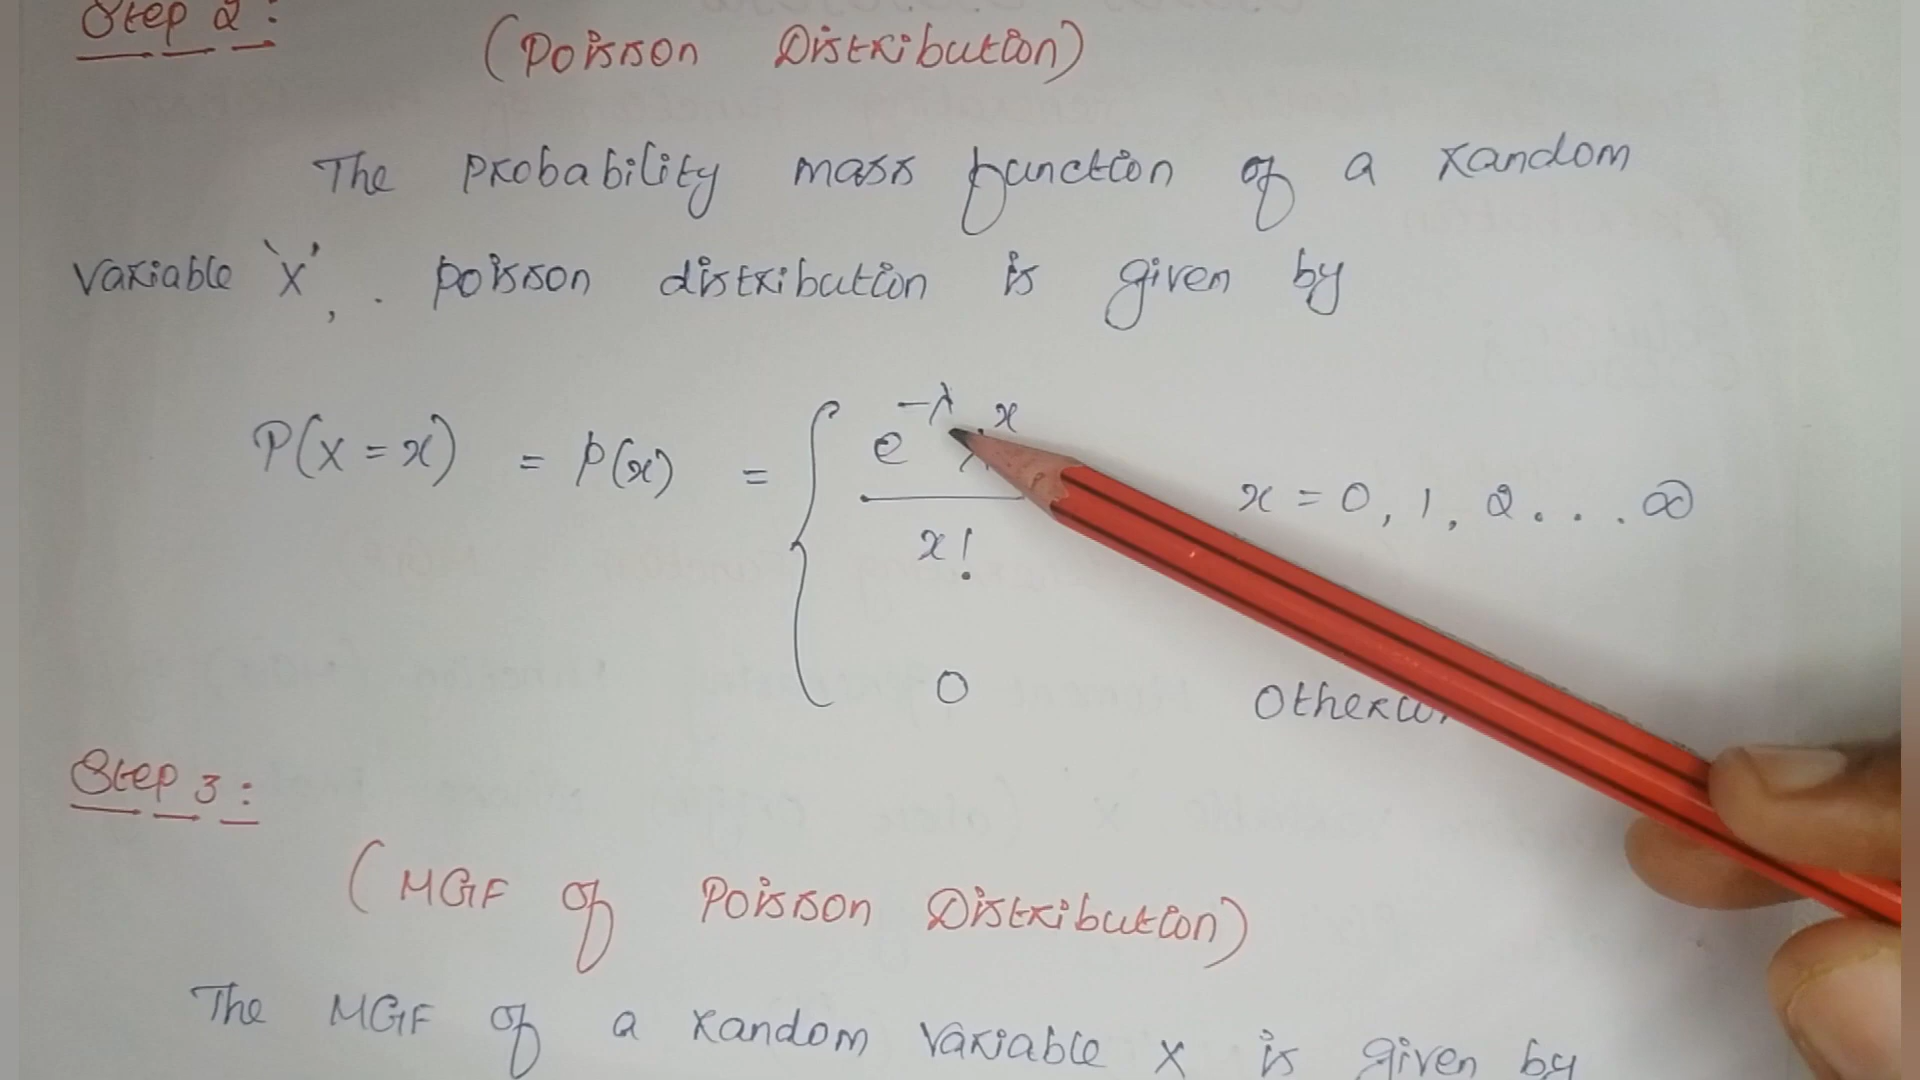 Step 2 :
(Poisson Distribution)
The Probability mass function of a random
variable 'X', . poisson distribution is given by
P(X = x) = p(x) = { e^-λ λ^x / x! x = 0, 1, 2 . . . ∞
0
Step 3 :
(MGF of Poisson Distribution)
The MGF of a random variable X is given by